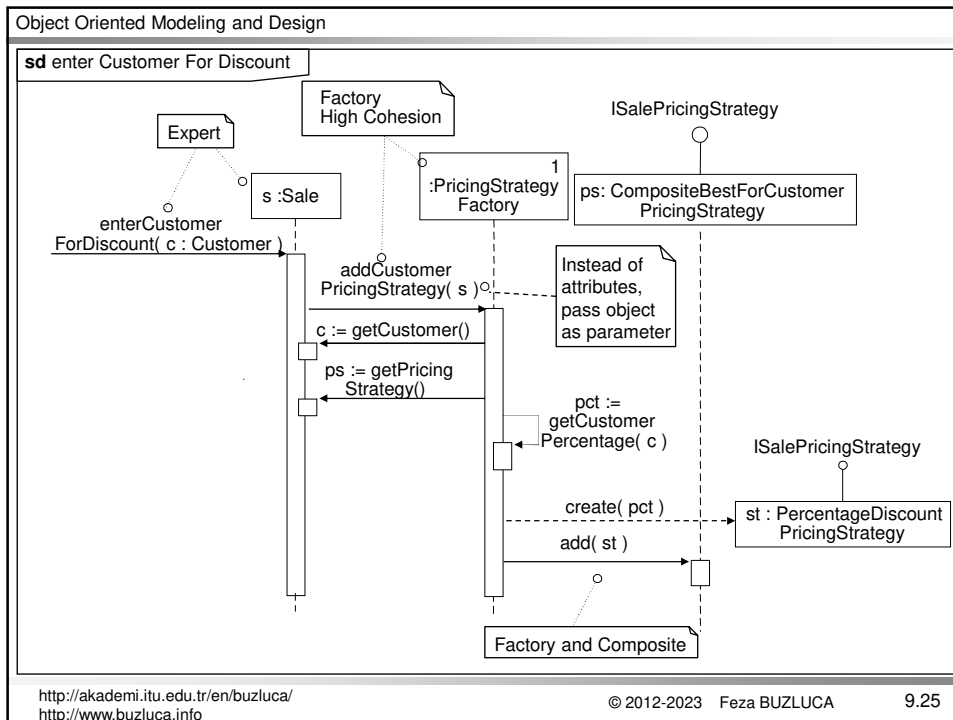 Object Oriented Modeling and Design
sd enter Customer For Discount
Factory
High Cohesion
ISalePricingStrategy
Expert
s :Sale
1
:PricingStrategy
Factory
ps: CompositeBestForCustomer
PricingStrategy
enterCustomer
ForDiscount( c : Customer )
addCustomer
PricingStrategy( s )
Instead of
attributes,
pass object
as parameter
c := getCustomer()
ps := getPricing
Strategy()
pct :=
getCustomer
Percentage( c )
ISalePricingStrategy
create( pct )
st : PercentageDiscount
PricingStrategy
add( st )
Factory and Composite
http://akademi.itu.edu.tr/en/buzluca/
http://www.buzluca.info
© 2012-2023 Feza BUZLUCA
9.25